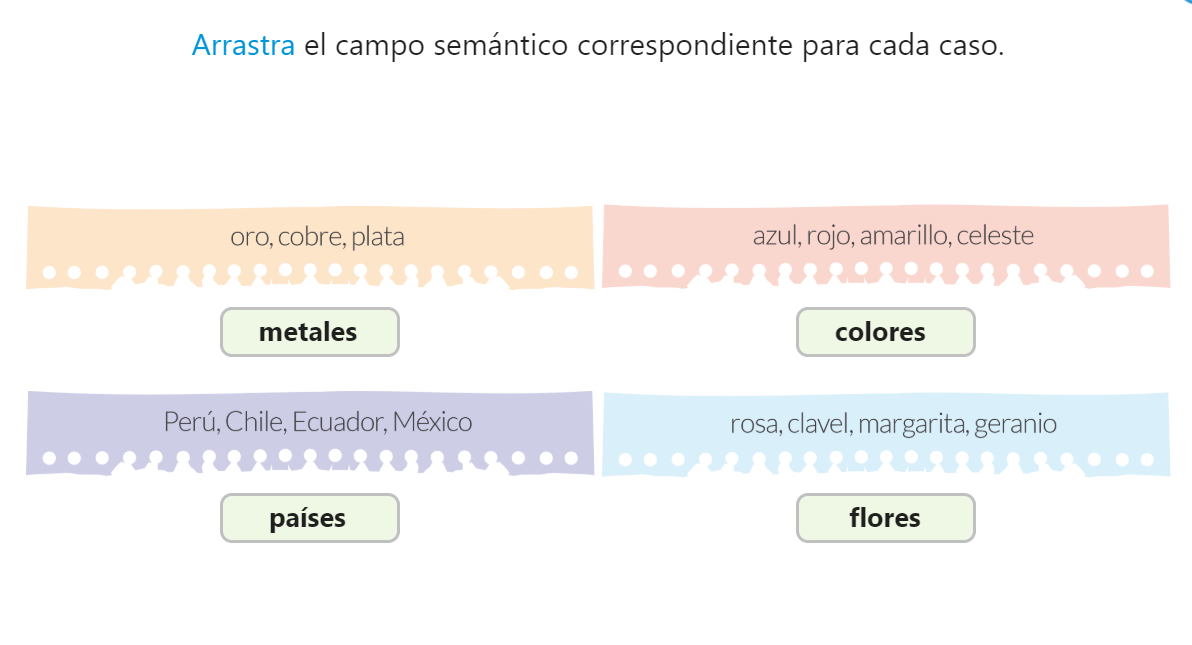 Arrastra el campo semántico correspondiente para cada caso.
oro, cobre, plata
azul, rojo, amarillo, celeste
metales
colores
Perú, Chile, Ecuador, México
rosa, clavel, margarita, geranio
países
flores